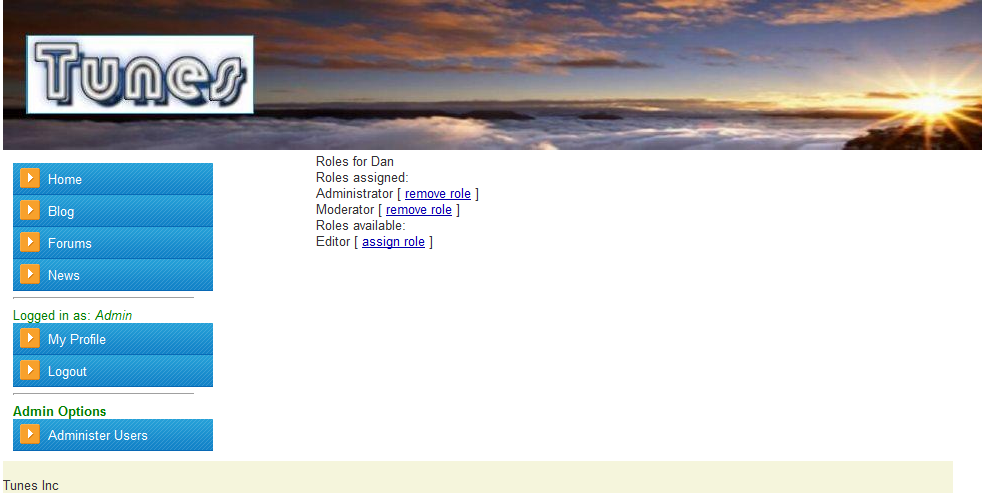 Tunes
Home
Blog
Forums
News
Logged in as: Admin
My Profile
Logout
Admin Options
Administer Users
Roles for Dan
Roles assigned:
Administrator [ remove role ]
Moderator [ remove role ]
Roles available:
Editor [ assign role ]
Tunes Inc